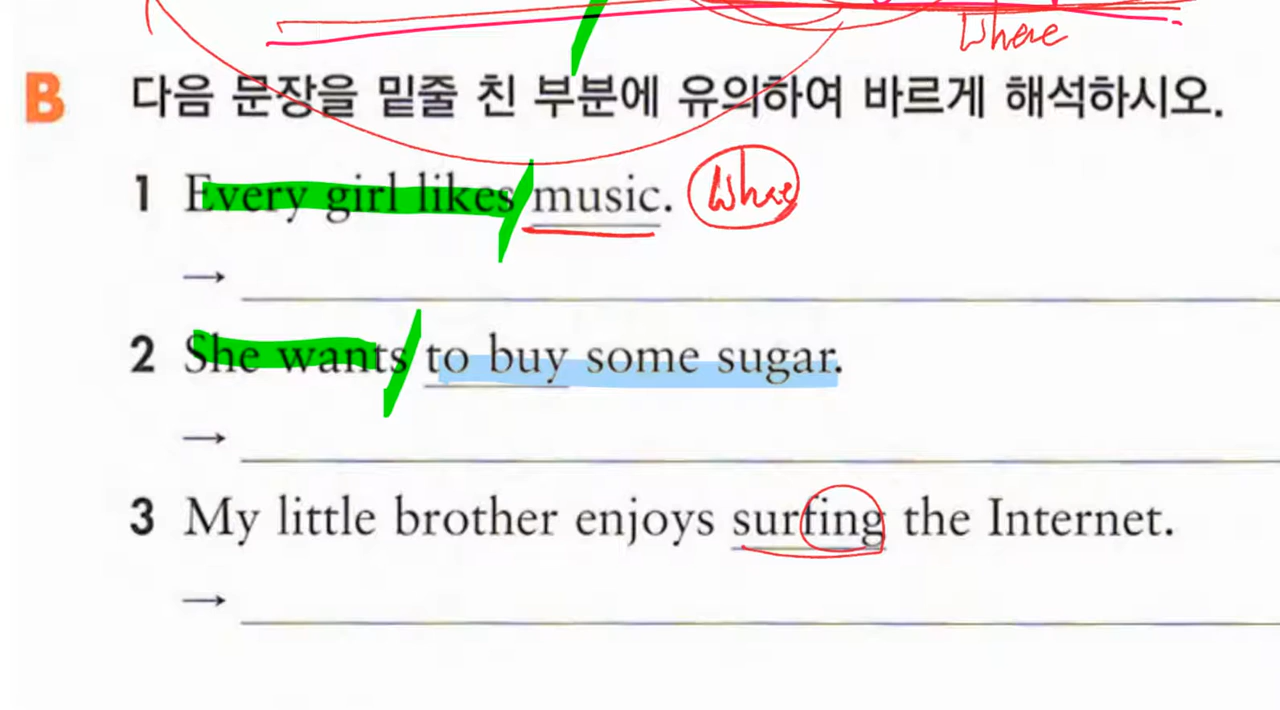 B 다음 문장을 밑줄 친 부분에 유의하여 바르게 해석하시오.
1 Every girl likes music.
→
2 She wants to buy some sugar.
→
3 My little brother enjoys surfing the Internet.
→